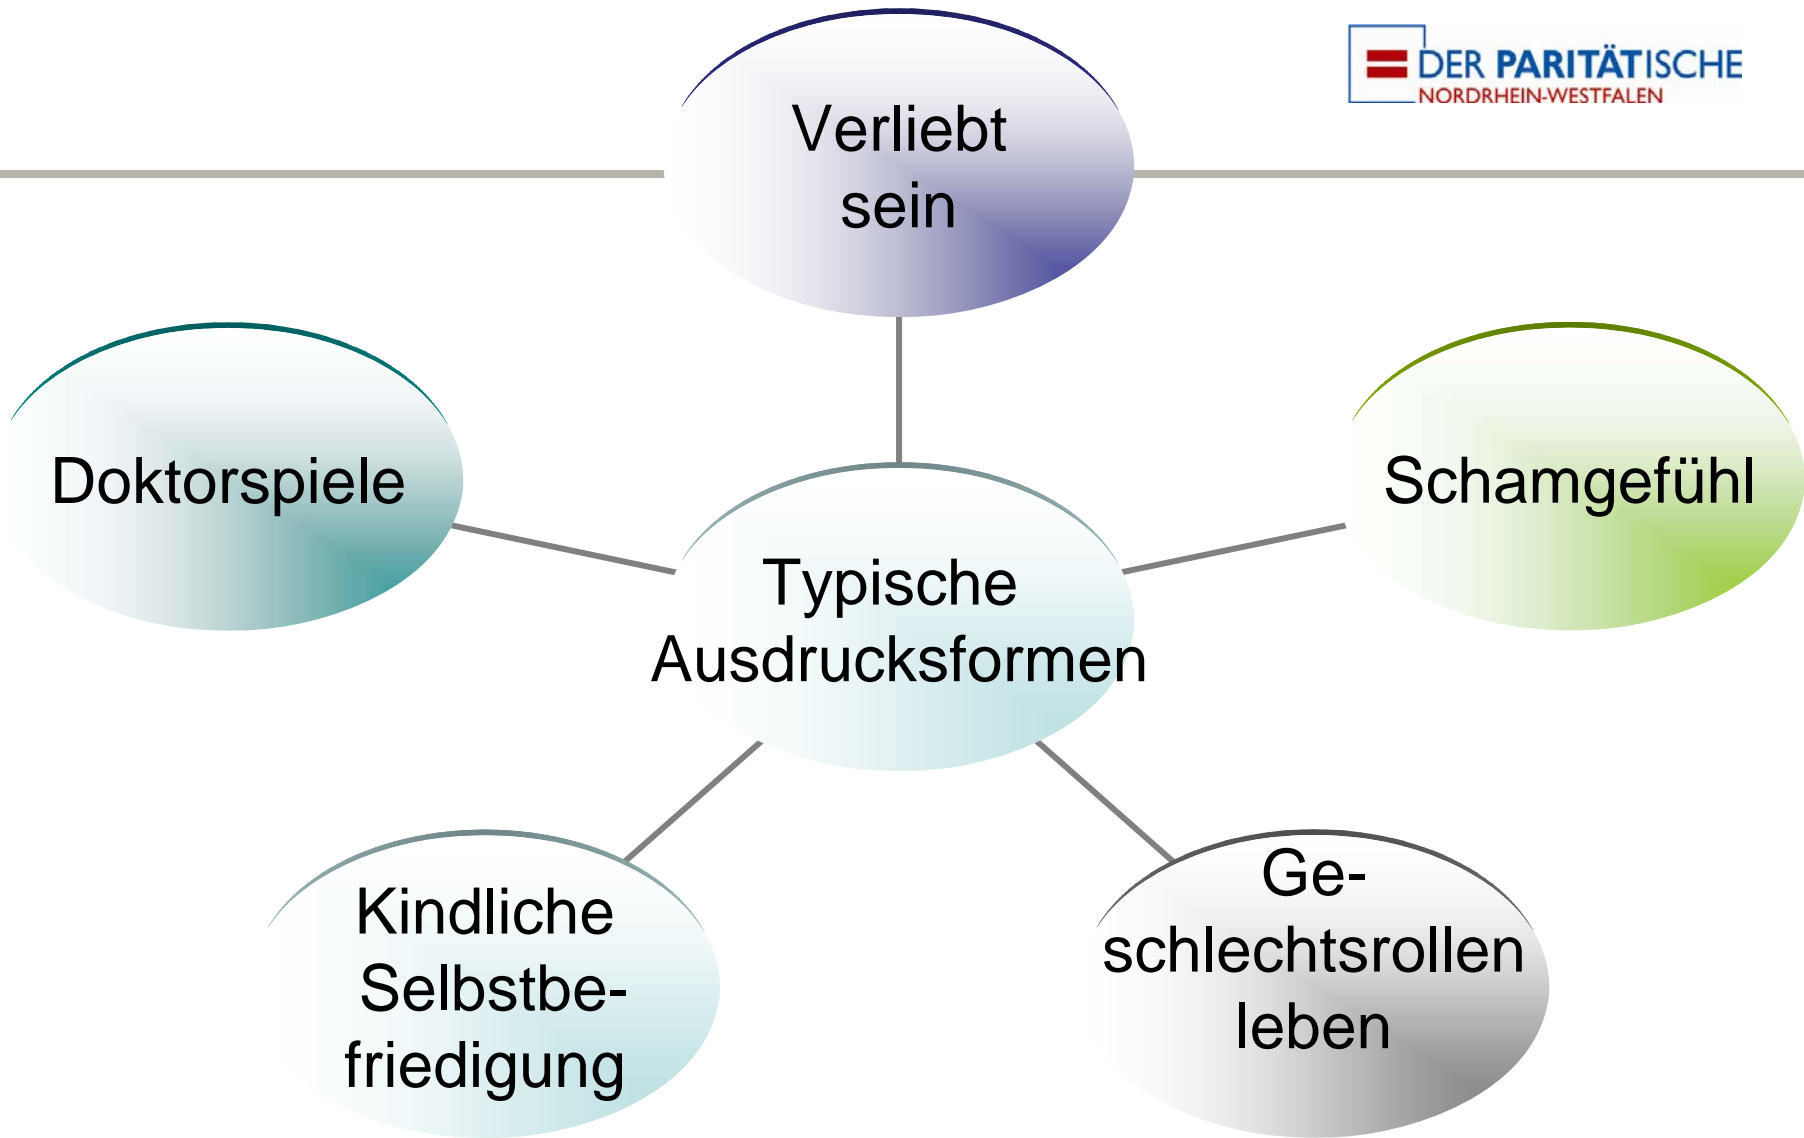 DER PARITÄTISCHE
NORDRHEIN-WESTFALEN
Verliebt
sein
Doktorspiele
Schamgefühl
Typische
Ausdrucksformen
Kindliche
Selbstbe-
friedigung
Ge-
schlechtsrollen
leben